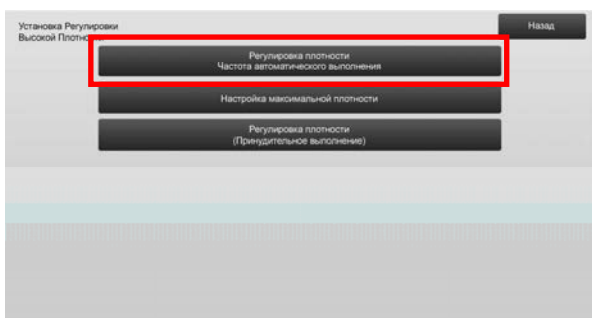 Установка Регулировки
Высокой Плотно
Назад
Регулировка плотности
Частота автоматического выполнения
Настройка максимальной плотности
Регулировка плотности
(Принудительное выполнение)